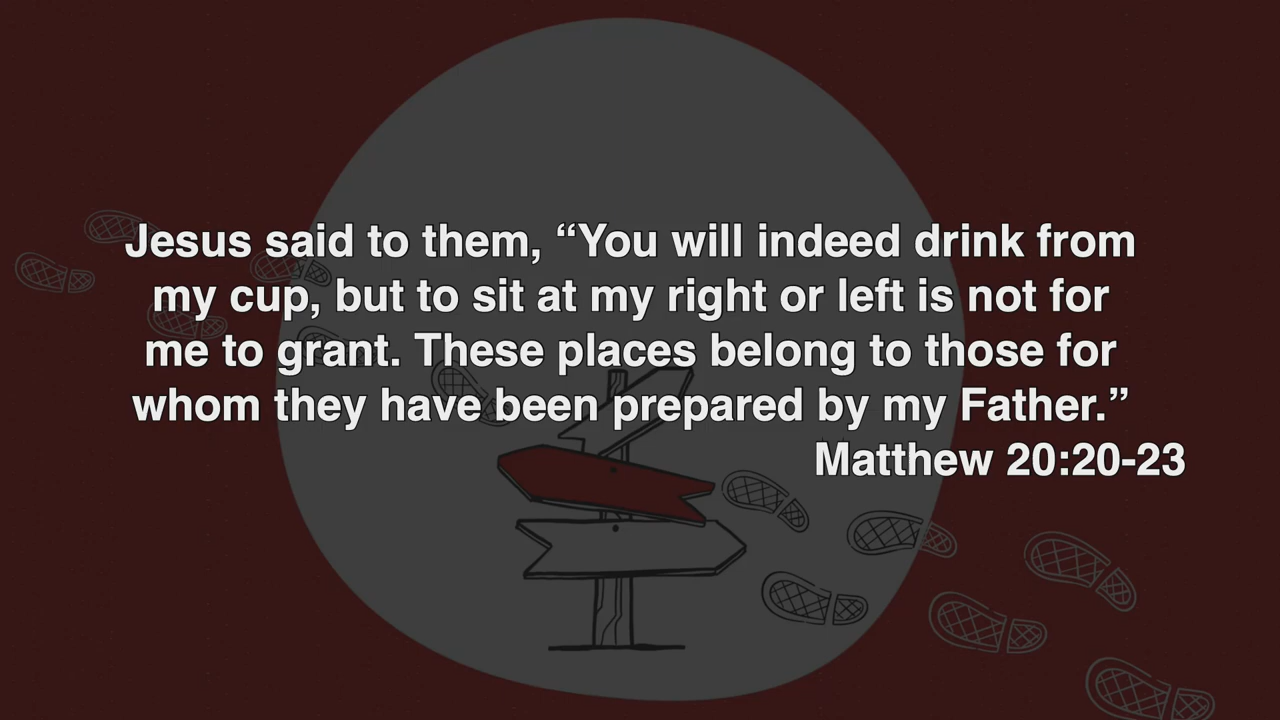 Jesus said to them, “You will indeed drink from
my cup, but to sit at my right or left is not for
me to grant. These places belong to those for
whom they have been prepared by my Father.”
Matthew 20:20-23